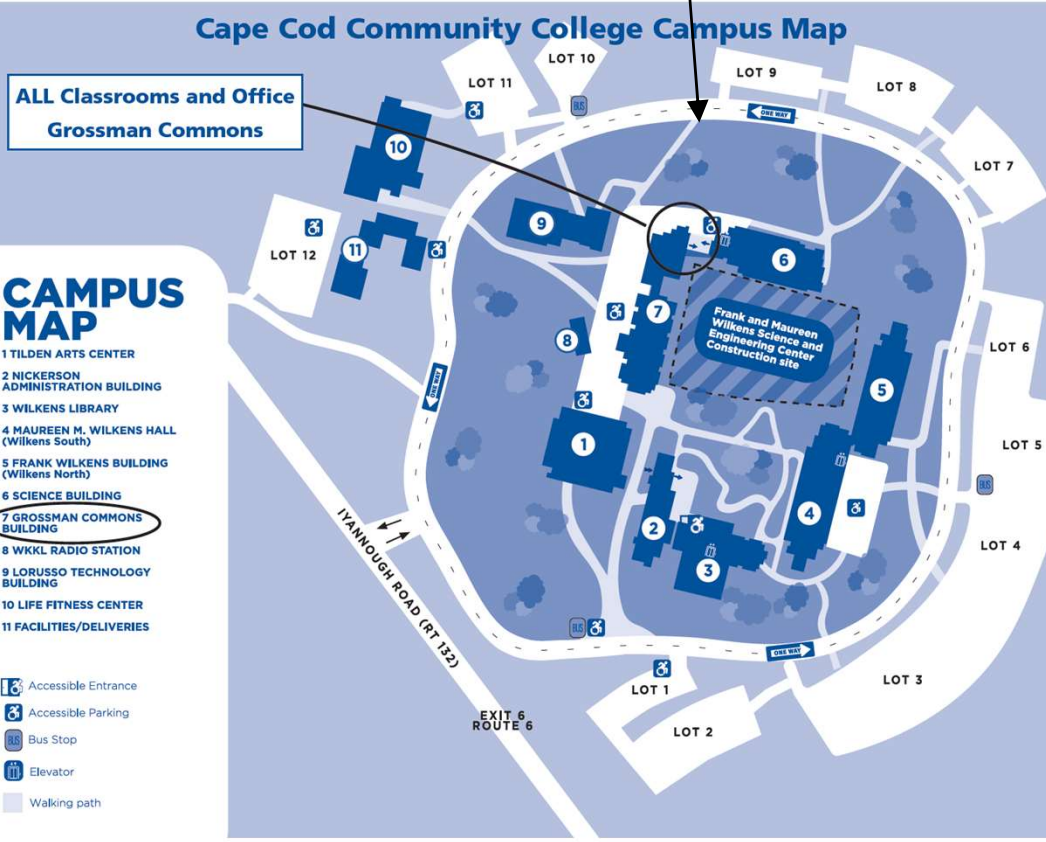 Cape Cod Community College Campus Map
ALL Classrooms and Office
Grossman Commons
LOT 10
LOT 11
LOT 9
LOT 8
LOT 7
BUS
ONE WAY
10
9
11
LOT 12
6
7
8
Frank and Maureen
Wilkens Science and
Engineering Center
Construction site
LOT 6
5
ONE WAY
1
LOT 5
BUS
4
2
3
LOT 4
IYANNOUGH ROAD (RT 132)
BUS
ONE WAY
LOT 1
LOT 3
EXIT 6
ROUTE 6
LOT 2
CAMPUS
MAP
1 TILDEN ARTS CENTER
2 NICKERSON
ADMINISTRATION BUILDING
3 WILKENS LIBRARY
4 MAUREEN M. WILKENS HALL
(Wilkens South)
5 FRANK WILKENS BUILDING
(Wilkens North)
6 SCIENCE BUILDING
7 GROSSMAN COMMONS
BUILDING
8 WKKL RADIO STATION
9 LORUSSO TECHNOLOGY
BUILDING
10 LIFE FITNESS CENTER
11 FACILITIES/DELIVERIES
Accessible Entrance
Accessible Parking
BUS Bus Stop
Elevator
Walking path